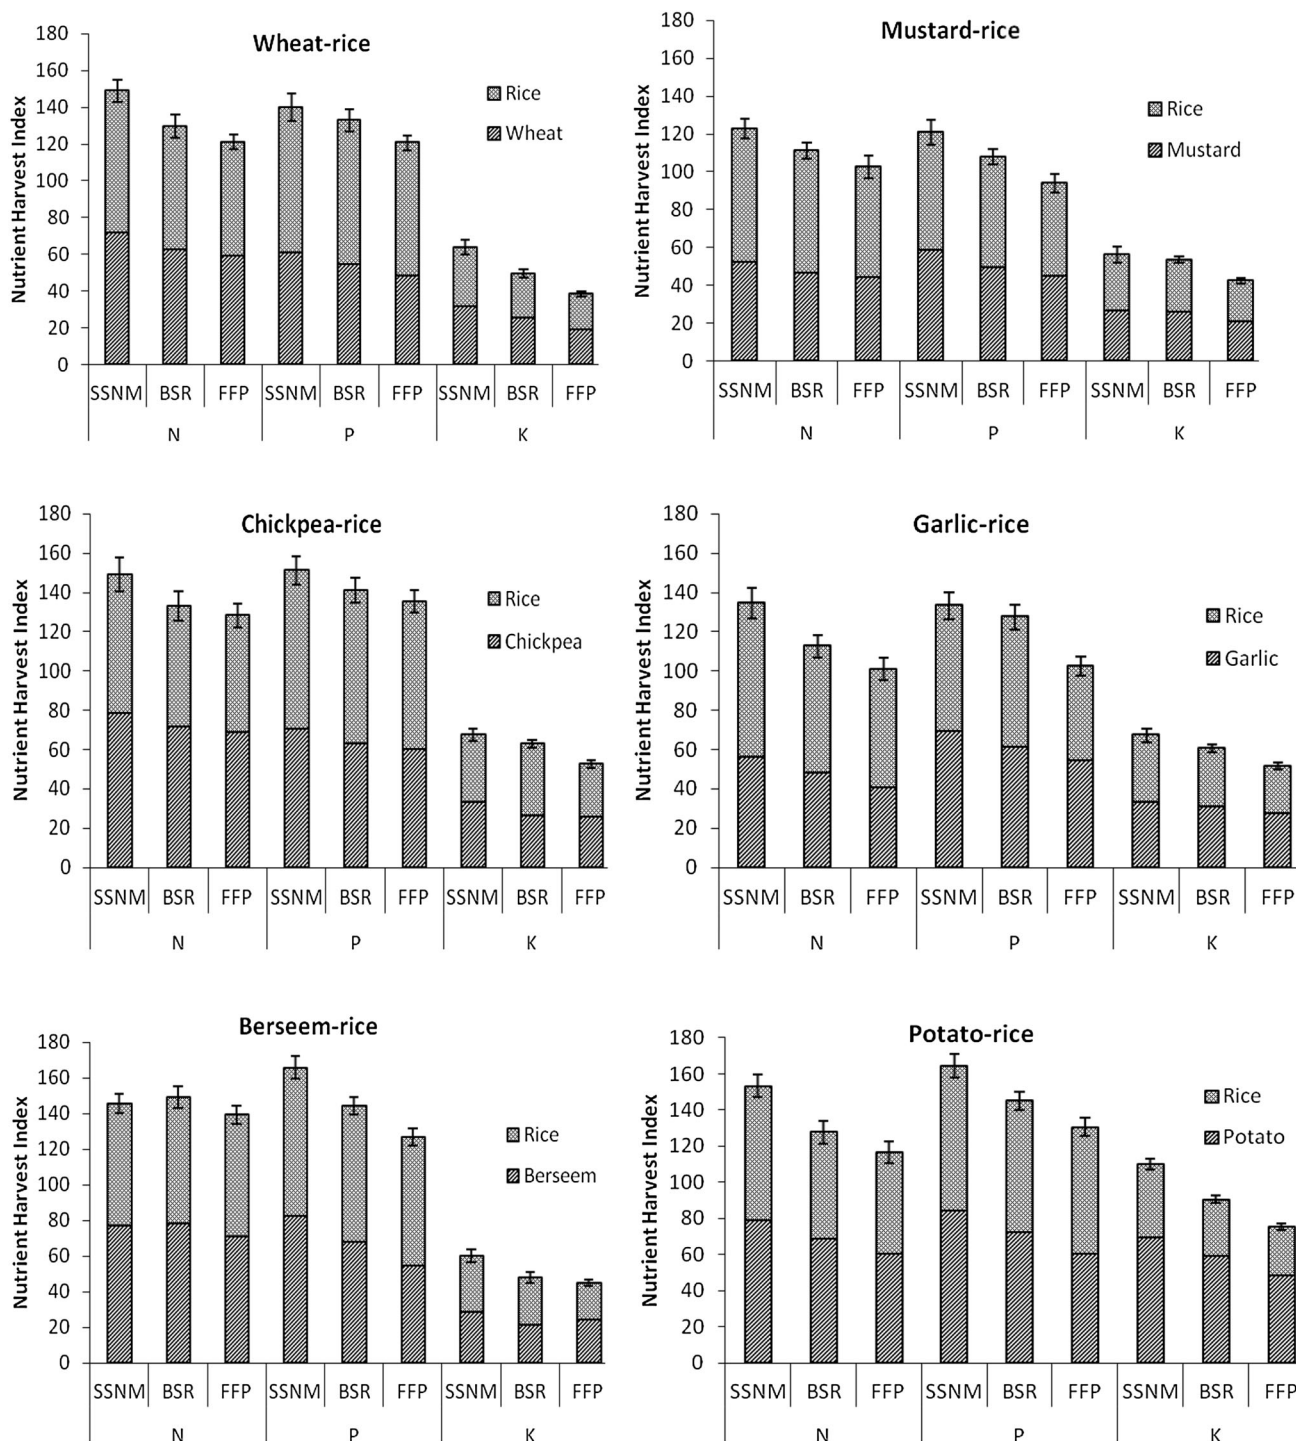 Wheat-rice
Nutrient Harvest Index
180
160
140
120
100
80
60
40
20
0
Rice
Wheat
SSNM BSR FFP SSNM BSR FFP SSNM BSR FFP
N P K
Mustard-rice
Nutrient Harvest Index
180
160
140
120
100
80
60
40
20
0
Rice
Mustard
SSNM BSR FFP SSNM BSR FFP SSNM BSR FFP
N P K
Chickpea-rice
Nutrient Harvest Index
180
160
140
120
100
80
60
40
20
0
Rice
Chickpea
SSNM BSR FFP SSNM BSR FFP SSNM BSR FFP
N P K
Garlic-rice
Nutrient Harvest Index
180
160
140
120
100
80
60
40
20
0
Rice
Garlic
SSNM BSR FFP SSNM BSR FFP SSNM BSR FFP
N P K
Berseem-rice
Nutrient Harvest Index
180
160
140
120
100
80
60
40
20
0
Rice
Berseem
SSNM BSR FFP SSNM BSR FFP SSNM BSR FFP
N P K
Potato-rice
Nutrient Harvest Index
180
160
140
120
100
80
60
40
20
0
Rice
Potato
SSNM BSR FFP SSNM BSR FFP SSNM BSR FFP
N P K